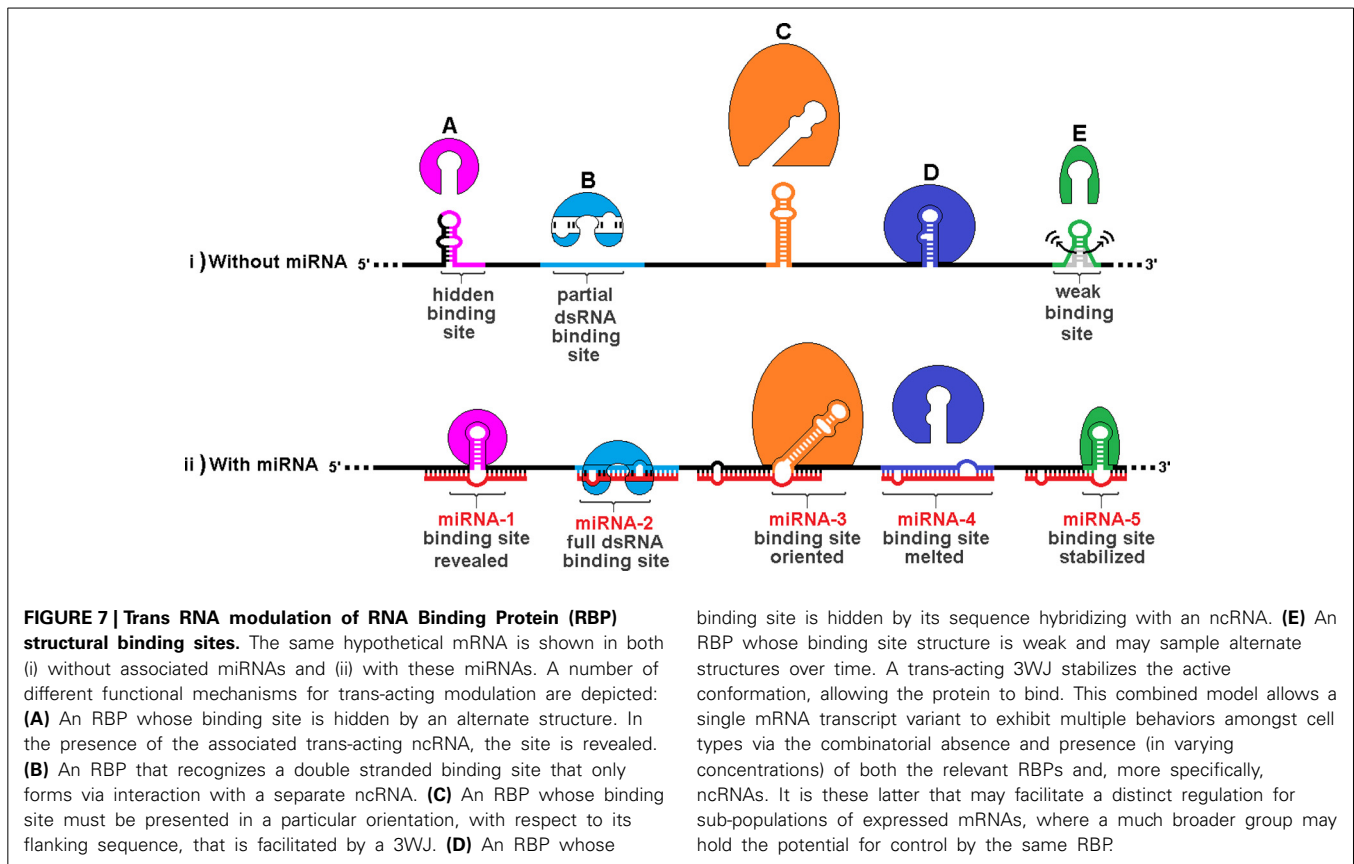 C
A
E
B
D
i ) Without miRNA 5' 3'
hidden
binding
site
partial
dsRNA
binding
site
weak
binding
site
ii ) With miRNA 5' 3'
miRNA-1
binding site
revealed
miRNA-2
full dsRNA
binding site
miRNA-3
binding site
oriented
miRNA-4
binding site
melted
miRNA-5
binding site
stabilized
FIGURE 7 | Trans RNA modulation of RNA Binding Protein (RBP)
structural binding sites. The same hypothetical mRNA is shown in both
(i) without associated miRNAs and (ii) with these miRNAs. A number of
different functional mechanisms for trans-acting modulation are depicted:
(A) An RBP whose binding site is hidden by an alternate structure. In
the presence of the associated trans-acting ncRNA, the site is revealed.
(B) An RBP that recognizes a double stranded binding site that only
forms via interaction with a separate ncRNA. (C) An RBP whose binding
site must be presented in a particular orientation, with respect to its
flanking sequence, that is facilitated by a 3WJ. (D) An RBP whose
binding site is hidden by its sequence hybridizing with an ncRNA. (E) An
RBP whose binding site structure is weak and may sample alternate
structures over time. A trans-acting 3WJ stabilizes the active
conformation, allowing the protein to bind. This combined model allows a
single mRNA transcript variant to exhibit multiple behaviors amongst cell
types via the combinatorial absence and presence (in varying
concentrations) of both the relevant RBPs and, more specifically,
ncRNAs. It is these latter that may facilitate a distinct regulation for
sub-populations of expressed mRNAs, where a much broader group may
hold the potential for control by the same RBP.